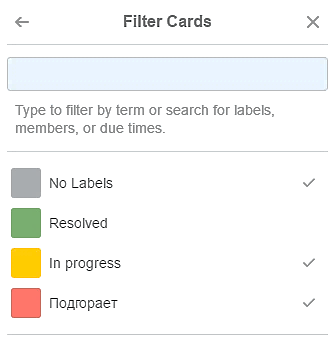 Filter Cards
Type to filter by term or search for labels,
members, or due times.
No Labels
Resolved
In progress
Подгорает